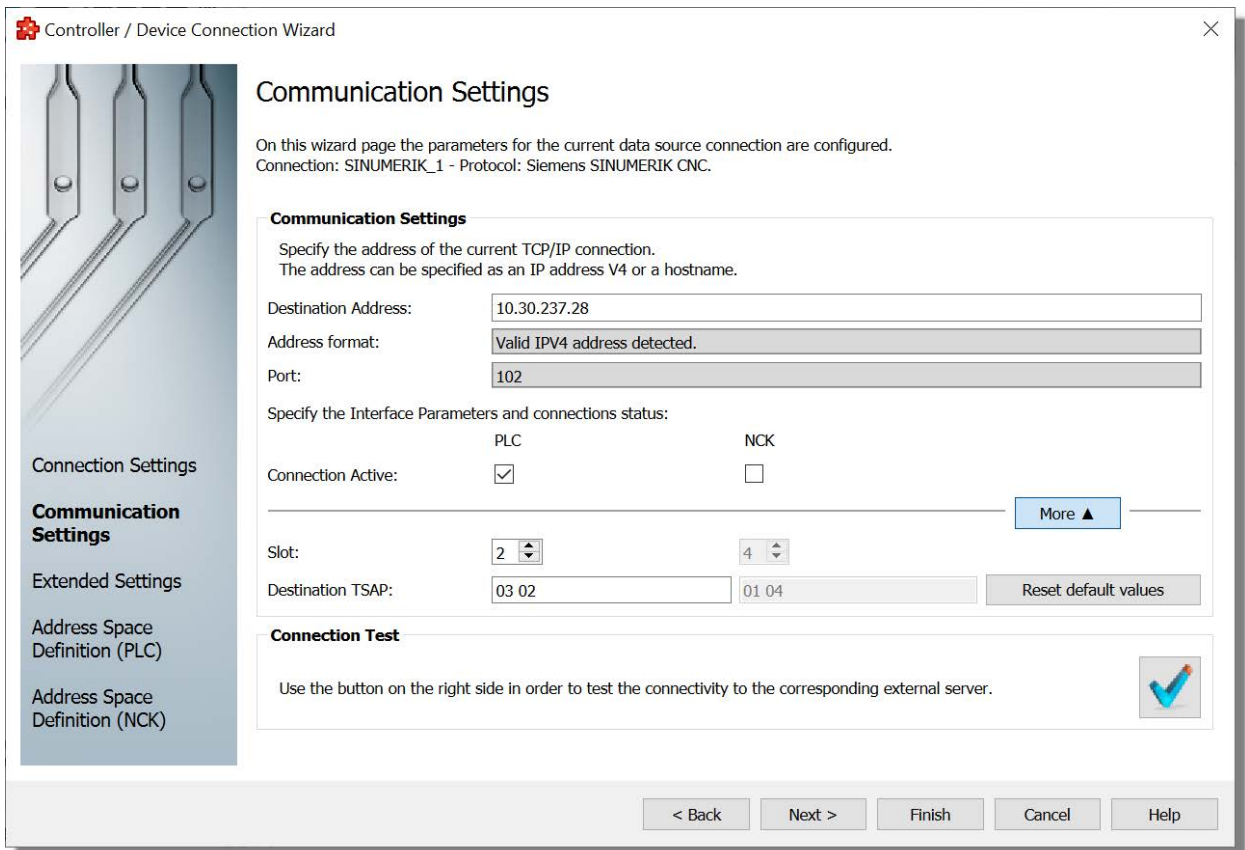 Controller / Device Connection Wizard
Communication Settings
On this wizard page the parameters for the current data source connection are configured.
Connection: SINUMERIK_1 - Protocol: Siemens SINUMERIK CNC.
Connection Settings
Communication
Settings
Extended Settings
Address Space
Definition (PLC)
Address Space
Definition (NCK)
Communication Settings
Specify the address of the current TCP/IP connection.
The address can be specified as an IP address V4 or a hostname.
Destination Address: 10.30.237.28
Address format: Valid IPV4 address detected.
Port: 102
Specify the Interface Parameters and connections status:
PLC NCK
Connection Active:
More ▲
Slot: 2 4
Destination TSAP: 03 02 01 04 Reset default values
Connection Test
Use the button on the right side in order to test the connectivity to the corresponding external server.
< Back Next > Finish Cancel Help